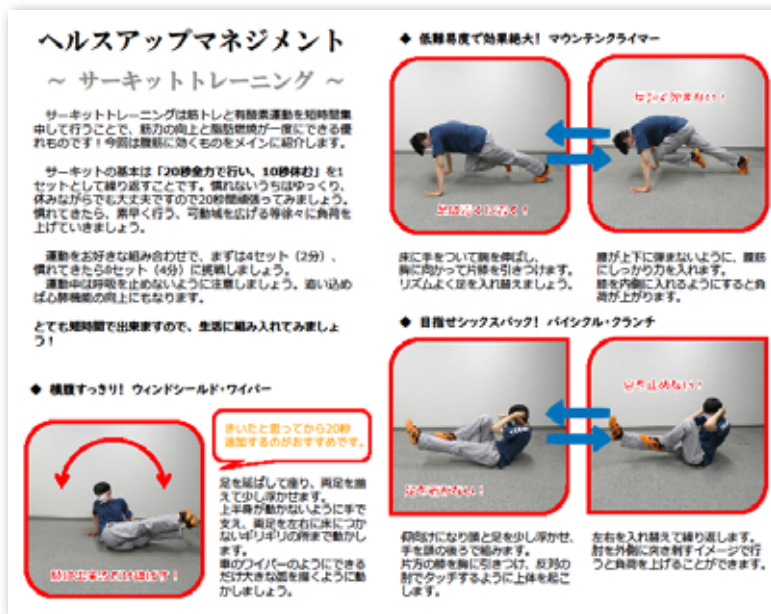 ヘルスアップマネジメント
～ サーキットトレーニング ～
サーキットトレーニングは筋トレと有酸素運動を短時間集
中して行うことで、筋力の向上と脂肪燃焼が一度にできる優
れものです！今回は腹筋に効くものをメインに紹介します。
サーキットの基本は「20秒全力で行い、10秒休む」を1
セットとして繰り返すことです。慣れないうちはゆっくり、
休みながらでも大丈夫ですので20秒間頑張ってみましょう。
慣れてきたら、素早く行う、可動域を広げる等徐々に負荷を
上げていきましょう。
運動をお好きな組み合わせで、まずは4セット（2分）、
慣れてきたら8セット（4分）に挑戦しましょう。
運動中は呼吸を止めないように注意しましょう。追い込め
ば心肺機能の向上にもなります。
とても短時間で出来ますので、生活に組み入れてみましょ
う！
◆ 横腹すっきり！ ウィンドシールド・ワイパー
きいたと思ってから20秒
追加するのがおすすめです。
足を延ばして座り、両足を揃
えて少し浮かせます。
上半身が動かないように手で
支え、両足を左右に床につか
ないギリギリの所まで動かし
ます。
車のワイパーのようにできる
だけ大きな弧を描くように動
かしましょう。
◆ 低難易度で効果絶大！ マウンテンクライマー
床に手をついて腕を伸ばし、
胸に向かって片膝を引きつけます。
リズムよく足を入れ替えましょう。
腰が上下に弾まないように、腹筋
にしっかり力を入れます。
膝を内側に入れるようにすると負
荷が上がります。
◆ 目指せシックスパック！ バイシクル・クランチ
息を止めない！
仰向けになり頭と足を少し浮かせ、
手を頭の後ろで組みます。
片方の膝を胸に引きつけ、反対の
肘でタッチするように上体を起こ
します。
左右を入れ替えて繰り返します。
肘を外側に突き刺すイメージで行
うと負荷を上げることができます。